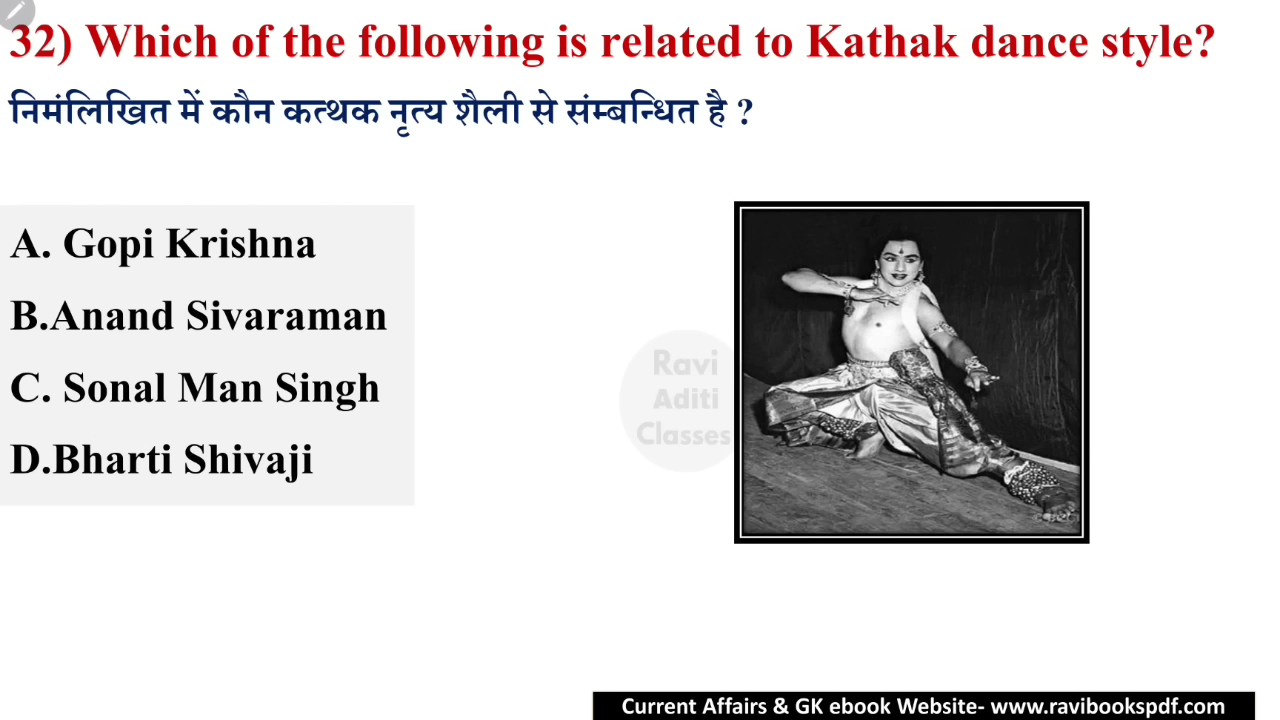 32) Which of the following is related to Kathak dance style?
निमंलिखित में कौन कत्थक नृत्य शैली से संम्बन्धित है ?
A. Gopi Krishna
B.Anand Sivaraman
C. Sonal Man Singh
D.Bharti Shivaji
Ravi
Aditi
Classes
Current Affairs & GK ebook Website- www.ravibookspdf.com